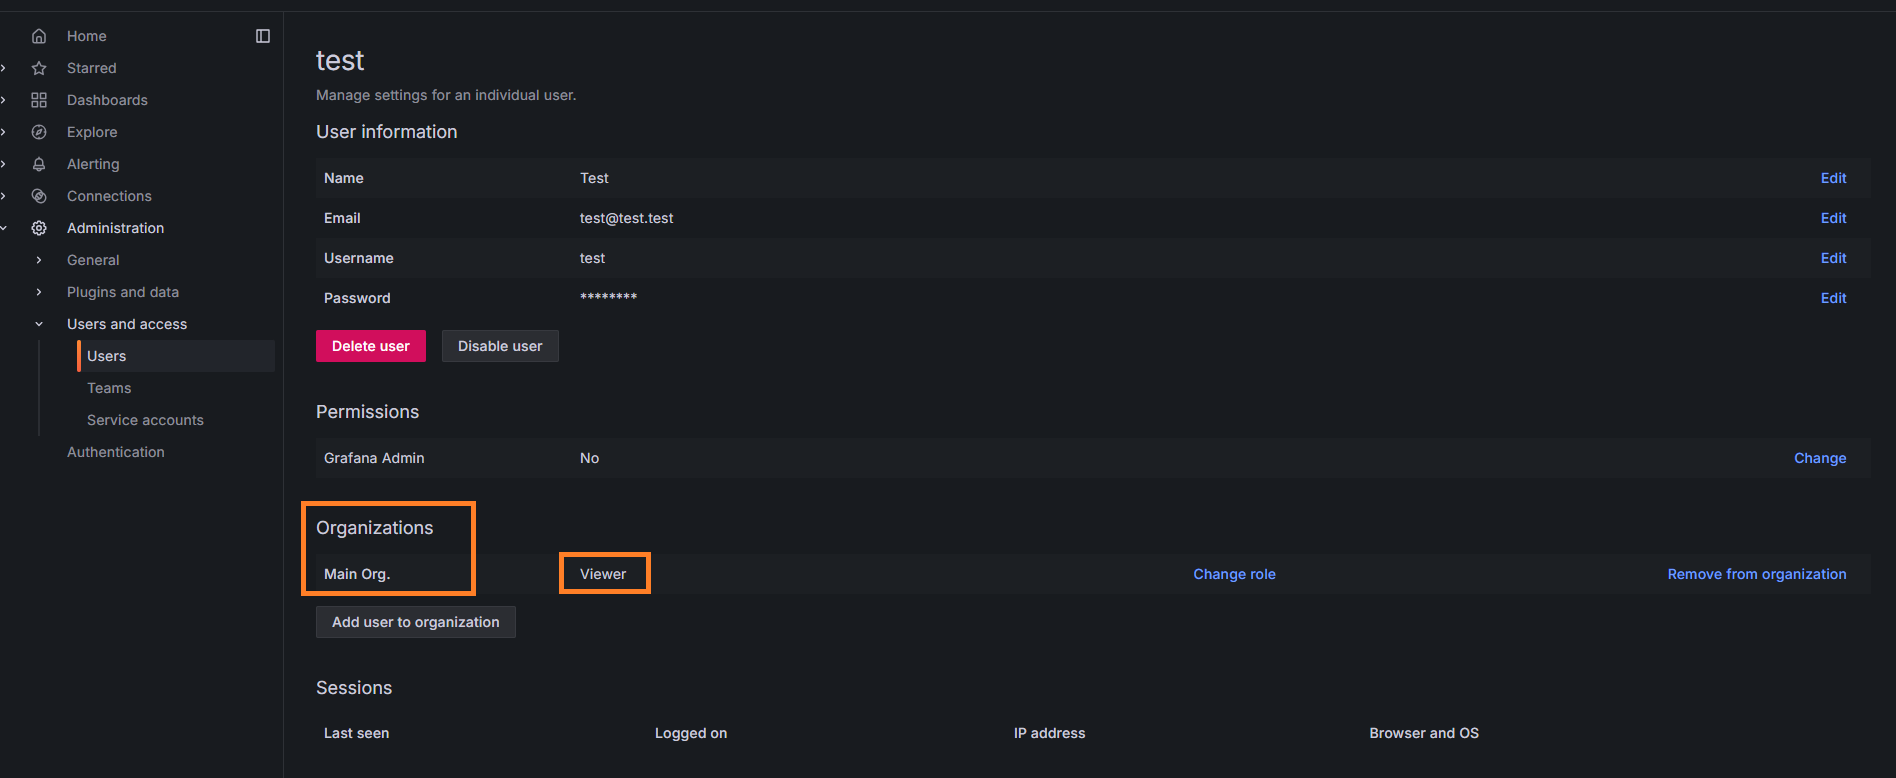 Home
Starred
Dashboards
Explore
Alerting
Connections
Administration
General
Plugins and data
Users and access
Users
Teams
Service accounts
Authentication
test
Manage settings for an individual user.
User information
Name Test Edit
Email test@test.test Edit
Username test Edit
Password ******** Edit
Delete user Disable user
Permissions
Grafana Admin No Change
Organizations
Main Org. Viewer Change role Remove from organization
Add user to organization
Sessions
Last seen Logged on IP address Browser and OS